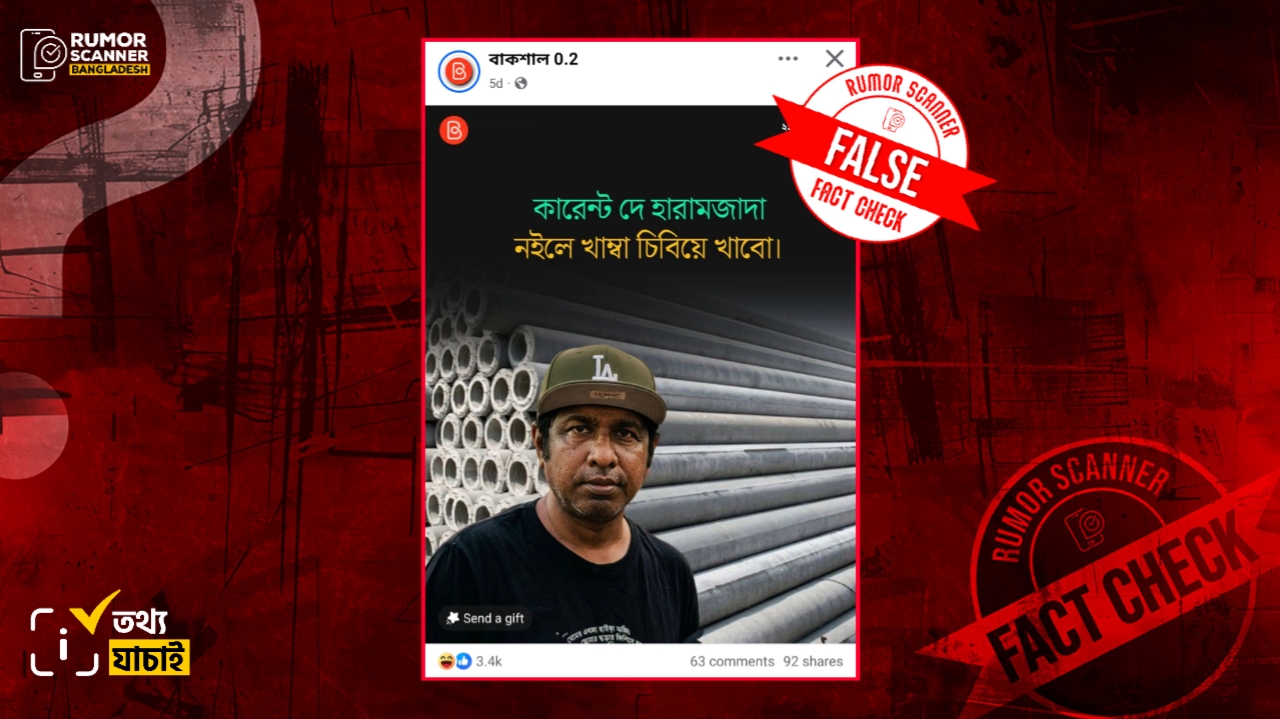 RUMOR
SCANNER
BANGLADESH
বাকশাল 0.2
5d
RUMOR SCANNER
FALSE
FACT CHECK
কারেন্ট দে হারামজাদা
নইলে খাম্বা চিবিয়ে খাবো।
LA
Send a gift
3.4k
63 comments
92 shares
তথ্য
যাচাই
RUMOR SCANNER
FACT CHECK